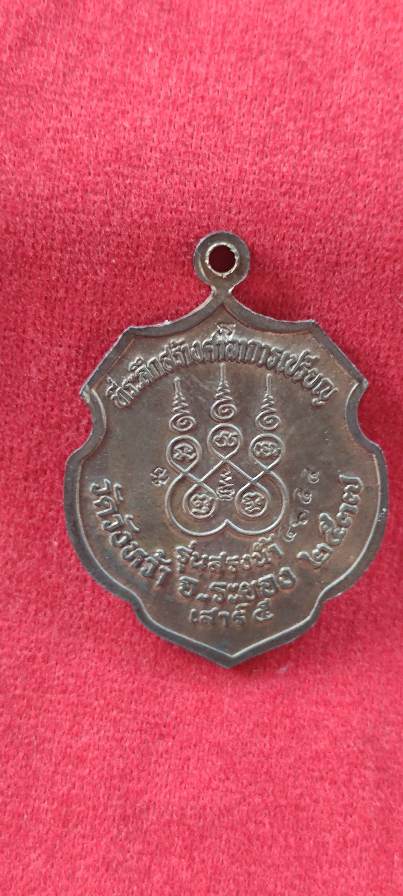 ที่ระลึกสร้างศาลาการเปรียญ
รุ่นสรงน้ำ
วัดวังหว้า จ.ระยอง ๒๕๓๗
เสาร์ ๕